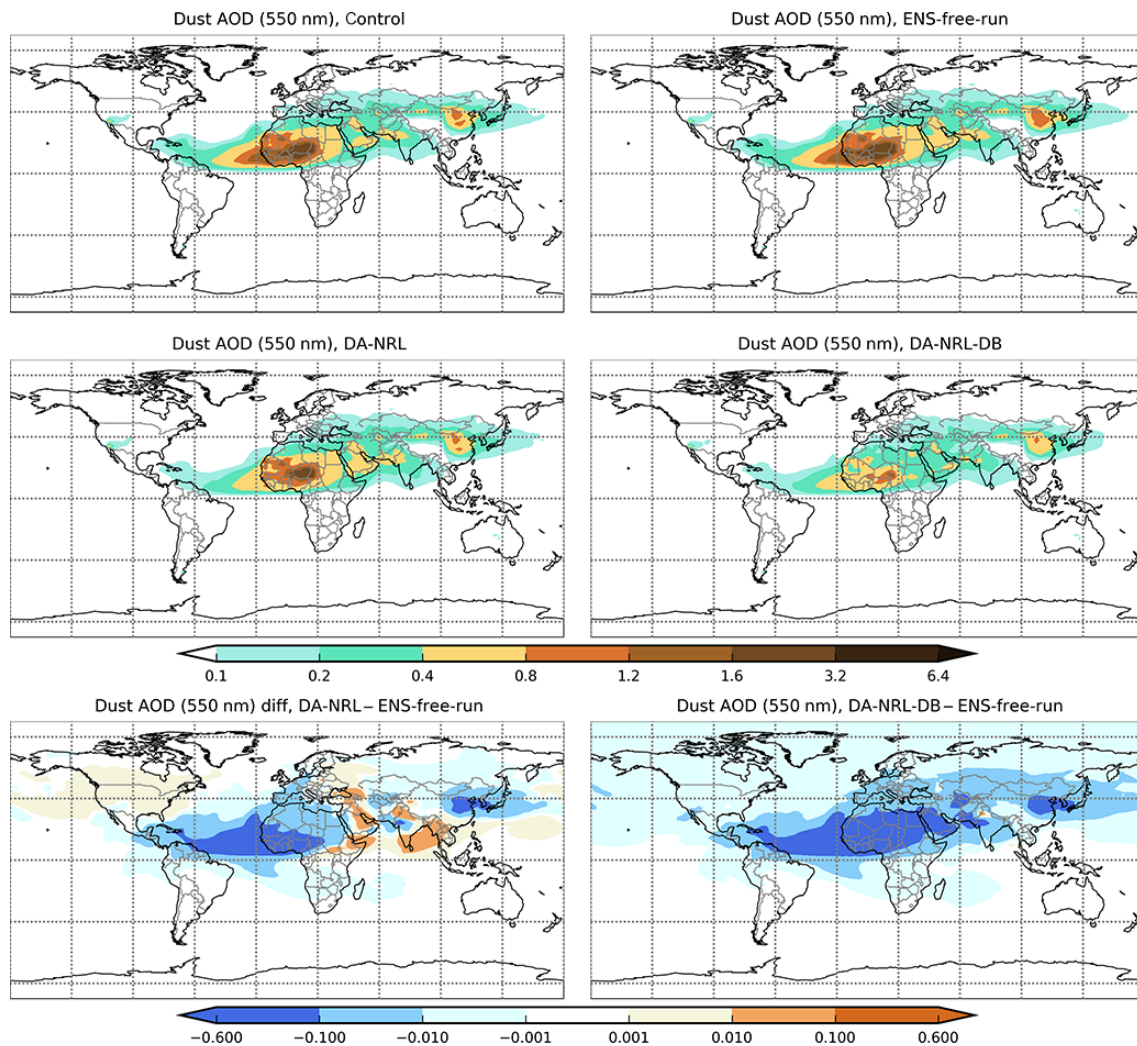 Dust AOD (550 nm), Control
Dust AOD (550 nm), ENS-free-run
Dust AOD (550 nm), DA-NRL
Dust AOD (550 nm), DA-NRL-DB
0.1 0.2 0.4 0.8 1.2 1.6 3.2 6.4
Dust AOD (550 nm) diff, DA-NRL− ENS-free-run
Dust AOD (550 nm), DA-NRL-DB− ENS-free-run
−0.600 −0.100 −0.010 −0.001 0.001 0.010 0.100 0.600